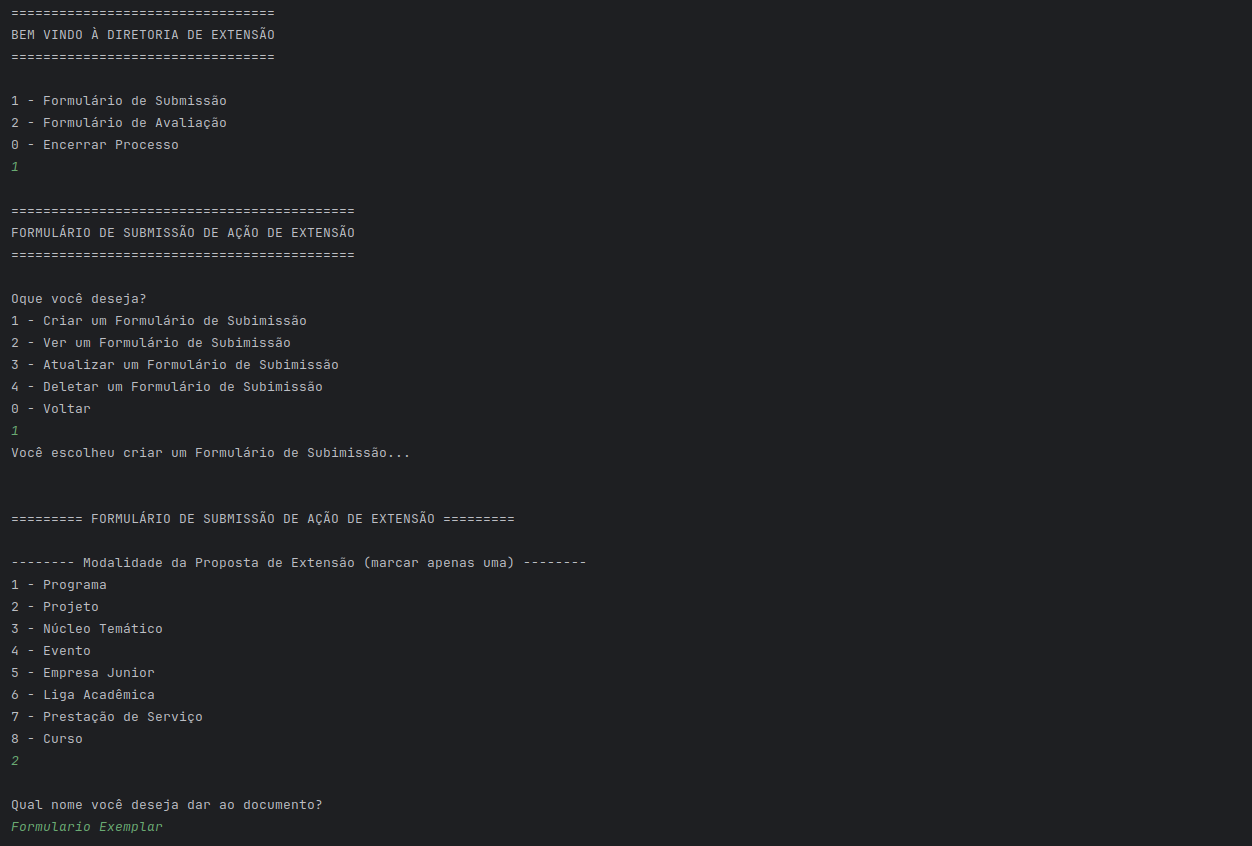 =================================
BEM VINDO À DIRETORIA DE EXTENSÃO
=================================
1 - Formulário de Submissão
2 - Formulário de Avaliação
0 - Encerrar Processo
1
===========================================
FORMULÁRIO DE SUBMISSÃO DE AÇÃO DE EXTENSÃO
===========================================
Oque você deseja?
1 - Criar um Formulário de Subimissão
2 - Ver um Formulário de Subimissão
3 - Atualizar um Formulário de Subimissão
4 - Deletar um Formulário de Subimissão
0 - Voltar
1
Você escolheu criar um Formulário de Subimissão...
========= FORMULÁRIO DE SUBMISSÃO DE AÇÃO DE EXTENSÃO =========
-------- Modalidade da Proposta de Extensão (marcar apenas uma) --------
1 - Programa
2 - Projeto
3 - Núcleo Temático
4 - Evento
5 - Empresa Junior
6 - Liga Acadêmica
7 - Prestação de Serviço
8 - Curso
2
Qual nome você deseja dar ao documento?
Formulario Exemplar